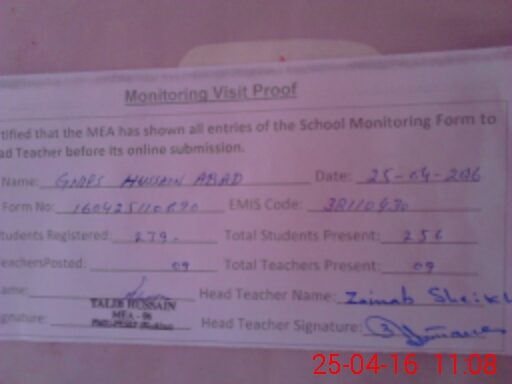 Monitoring Visit Proof
tified that the MEA has shown all entries of the School Monitoring Form to
ad Teacher before its online submission.
Name: GMPS HUSSAIN ABAD Date: 25-04-2016
Form No: EMIS Code:
tudents Registered: 279 Total Students Present: 256
eachersPosted: 09 Total Teachers Present: 09
ame: Head Teacher Name: Zainab Sheikh
TALIB HUSSAIN
MEA - 06
gnature: Head Teacher Signature:
25-04-16 11:08